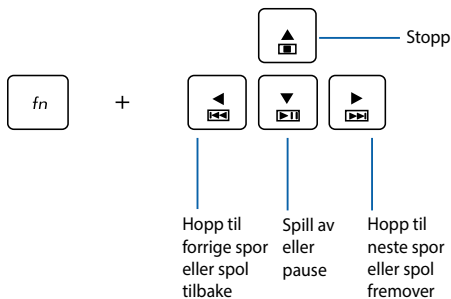 Stopp
fn +
Hopp til
forrige spor
eller spol
tilbake
Spill av
eller
pause
Hopp til
neste spor
eller spol
fremover